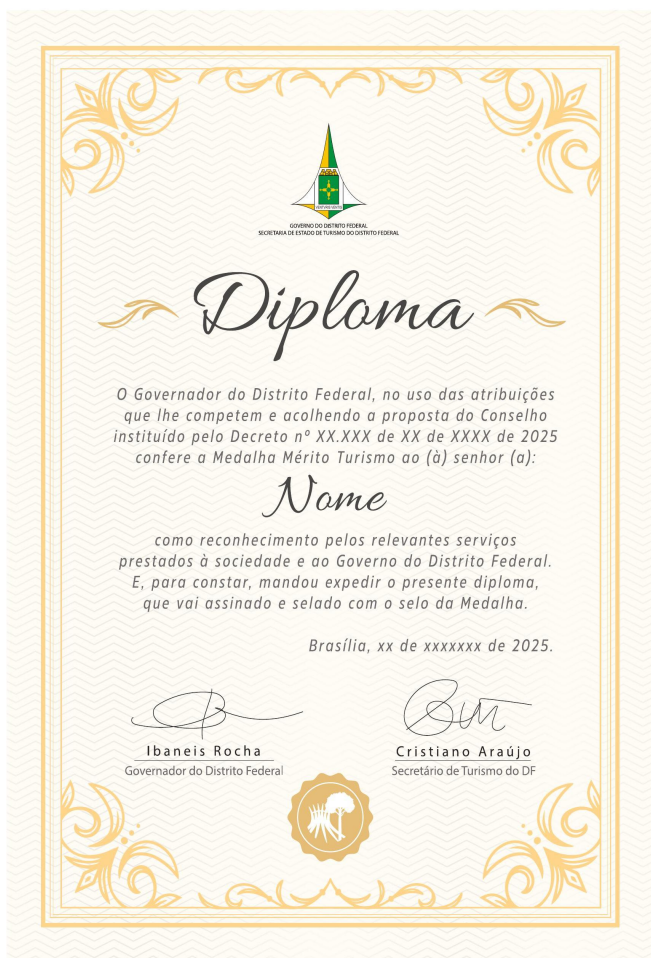 GOVERNO DO DISTRITO FEDERAL
SECRETARIA DE ESTADO DE TURISMO DO DISTRITO FEDERAL
Diploma
O Governador do Distrito Federal, no uso das atribuições
que lhe competem e acolhendo a proposta do Conselho
instituído pelo Decreto nº XX.XXX de XX de XXXX de 2025
confere a Medalha Mérito Turismo ao (à) senhor (a):
Nome
como reconhecimento pelos relevantes serviços
prestados à sociedade e ao Governo do Distrito Federal.
E, para constar, mandou expedir o presente diploma,
que vai assinado e selado com o selo da Medalha.
Brasília, xx de xxxxxxx de 2025.
Ibaneis Rocha
Governador do Distrito Federal
Cristiano Araújo
Secretário de Turismo do DF